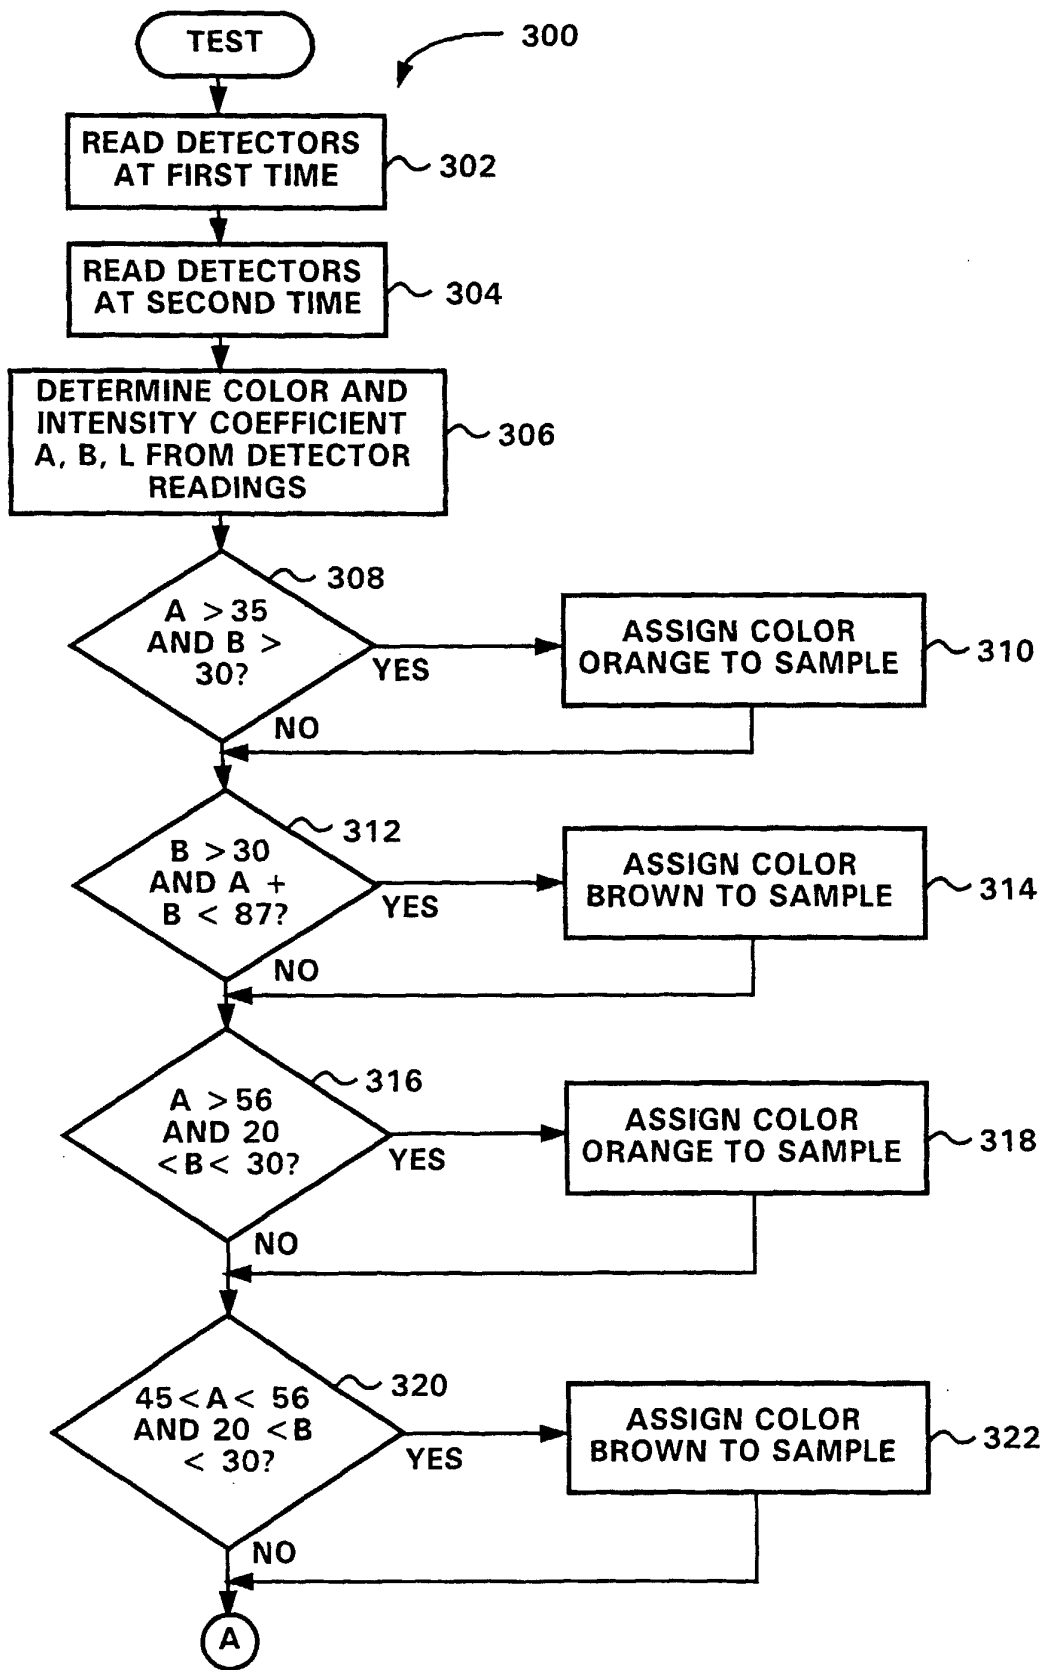 TEST
300
READ DETECTORS
AT FIRST TIME
302
READ DETECTORS
AT SECOND TIME
304
DETERMINE COLOR AND
INTENSITY COEFFICIENT
A, B, L FROM DETECTOR
READINGS
306
308
A > 35
AND B >
30?
YES
NO
ASSIGN COLOR
ORANGE TO SAMPLE
310
312
B > 30
AND A +
B < 87?
YES
NO
ASSIGN COLOR
BROWN TO SAMPLE
314
316
A > 56
AND 20
<B< 30?
YES
NO
ASSIGN COLOR
ORANGE TO SAMPLE
318
320
45<A< 56
AND 20 <B
< 30?
YES
NO
ASSIGN COLOR
BROWN TO SAMPLE
322
A